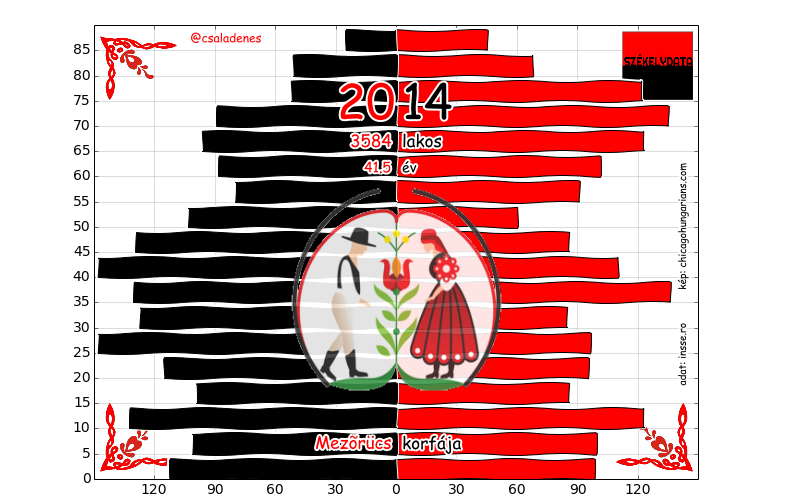 @csaladenes
SZÉKELYDATA
2014
3584 lakos
41,5 év
kép: chicagohungarians.com
adat: insse.ro
Mezőrücs korfája
85
80
75
70
65
60
55
50
45
40
35
30
25
20
15
10
5
0
120 90 60 30 0 30 60 90 120